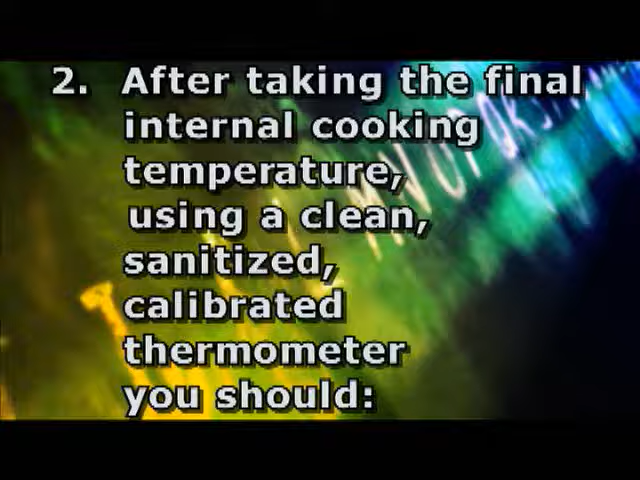 2. After taking the final
internal cooking
temperature,
using a clean,
sanitized,
calibrated
thermometer
you should: